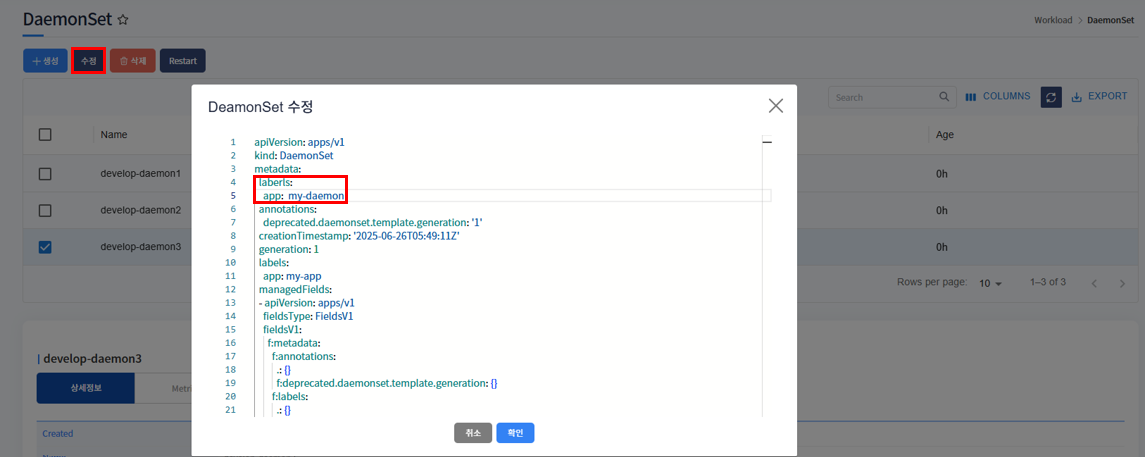 DaemonSet
Workload > DaemonSet
+ 생성 수정 삭제 Restart
DeamonSet 수정
Search COLUMNS EXPORT
Name Age
develop-daemon1 0h
develop-daemon2 0h
develop-daemon3 0h
1 apiVersion: apps/v1
2 kind: DaemonSet
3 metadata:
4 laberls:
5 app: my-daemon
6 annotations:
7 deprecated.daemonset.template.generation: '1'
8 creationTimestamp: '2025-06-26T05:49:11Z'
9 generation: 1
10 labels:
11 app: my-app
12 managedFields:
13 - apiVersion: apps/v1
14 fieldsType: FieldsV1
15 fieldsV1:
16 f:metadata:
17 f:annotations:
18 .: {}
19 f:deprecated.daemonset.template.generation: {}
20 f:labels:
21 .: {}
Rows per page: 10 1–3 of 3
develop-daemon3
상세정보 Metri
Created
취소 확인